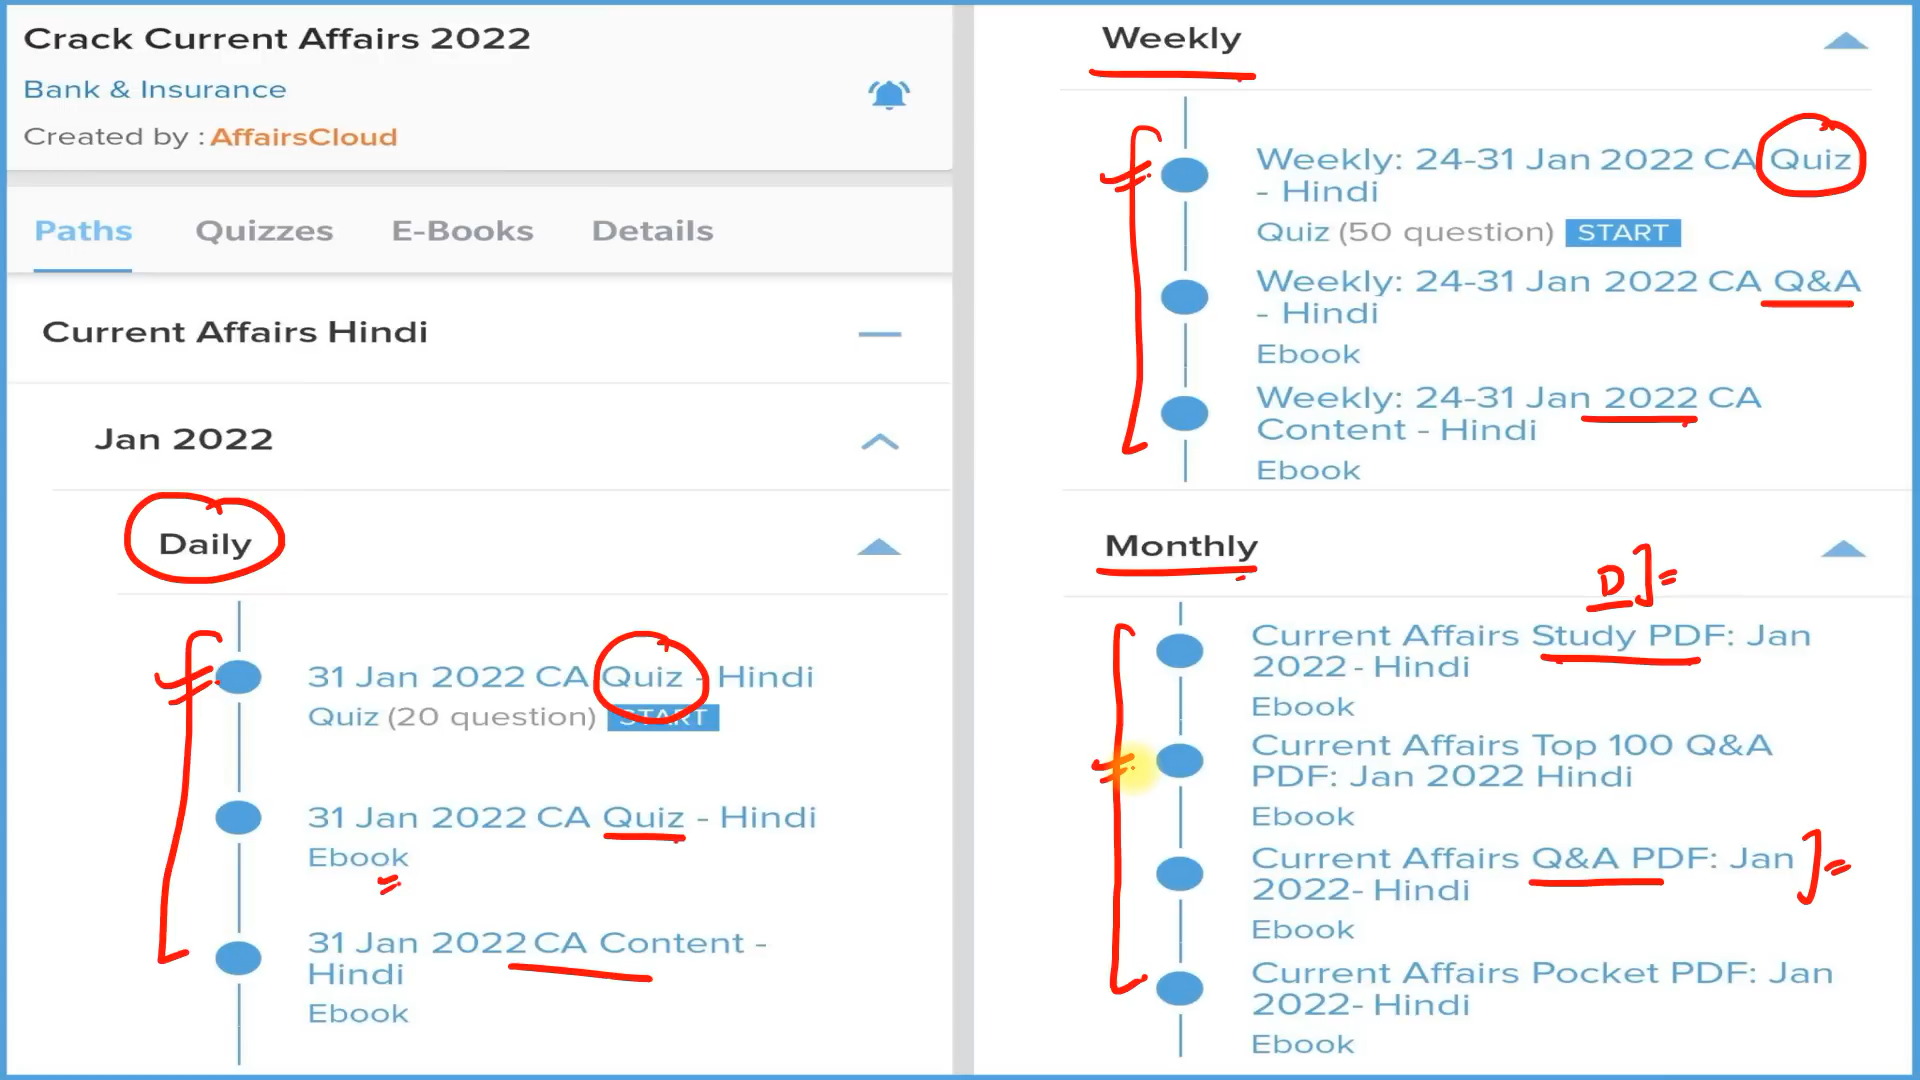 Crack Current Affairs 2022
Bank & Insurance
Created by : AffairsCloud
Paths Quizzes E-Books Details
Current Affairs Hindi
Jan 2022
Daily
31 Jan 2022 CA Quiz - Hindi
Quiz (20 question) START
31 Jan 2022 CA Quiz - Hindi
Ebook
31 Jan 2022 CA Content -
Hindi
Ebook
Weekly
Weekly: 24-31 Jan 2022 CA Quiz
- Hindi
Quiz (50 question) START
Weekly: 24-31 Jan 2022 CA Q&A
- Hindi
Ebook
Weekly: 24-31 Jan 2022 CA
Content - Hindi
Ebook
Monthly
D
Current Affairs Study PDF: Jan
2022- Hindi
Ebook
Current Affairs Top 100 Q&A
PDF: Jan 2022 Hindi
Ebook
Current Affairs Q&A PDF: Jan
2022- Hindi
Ebook
Current Affairs Pocket PDF: Jan
2022- Hindi
Ebook